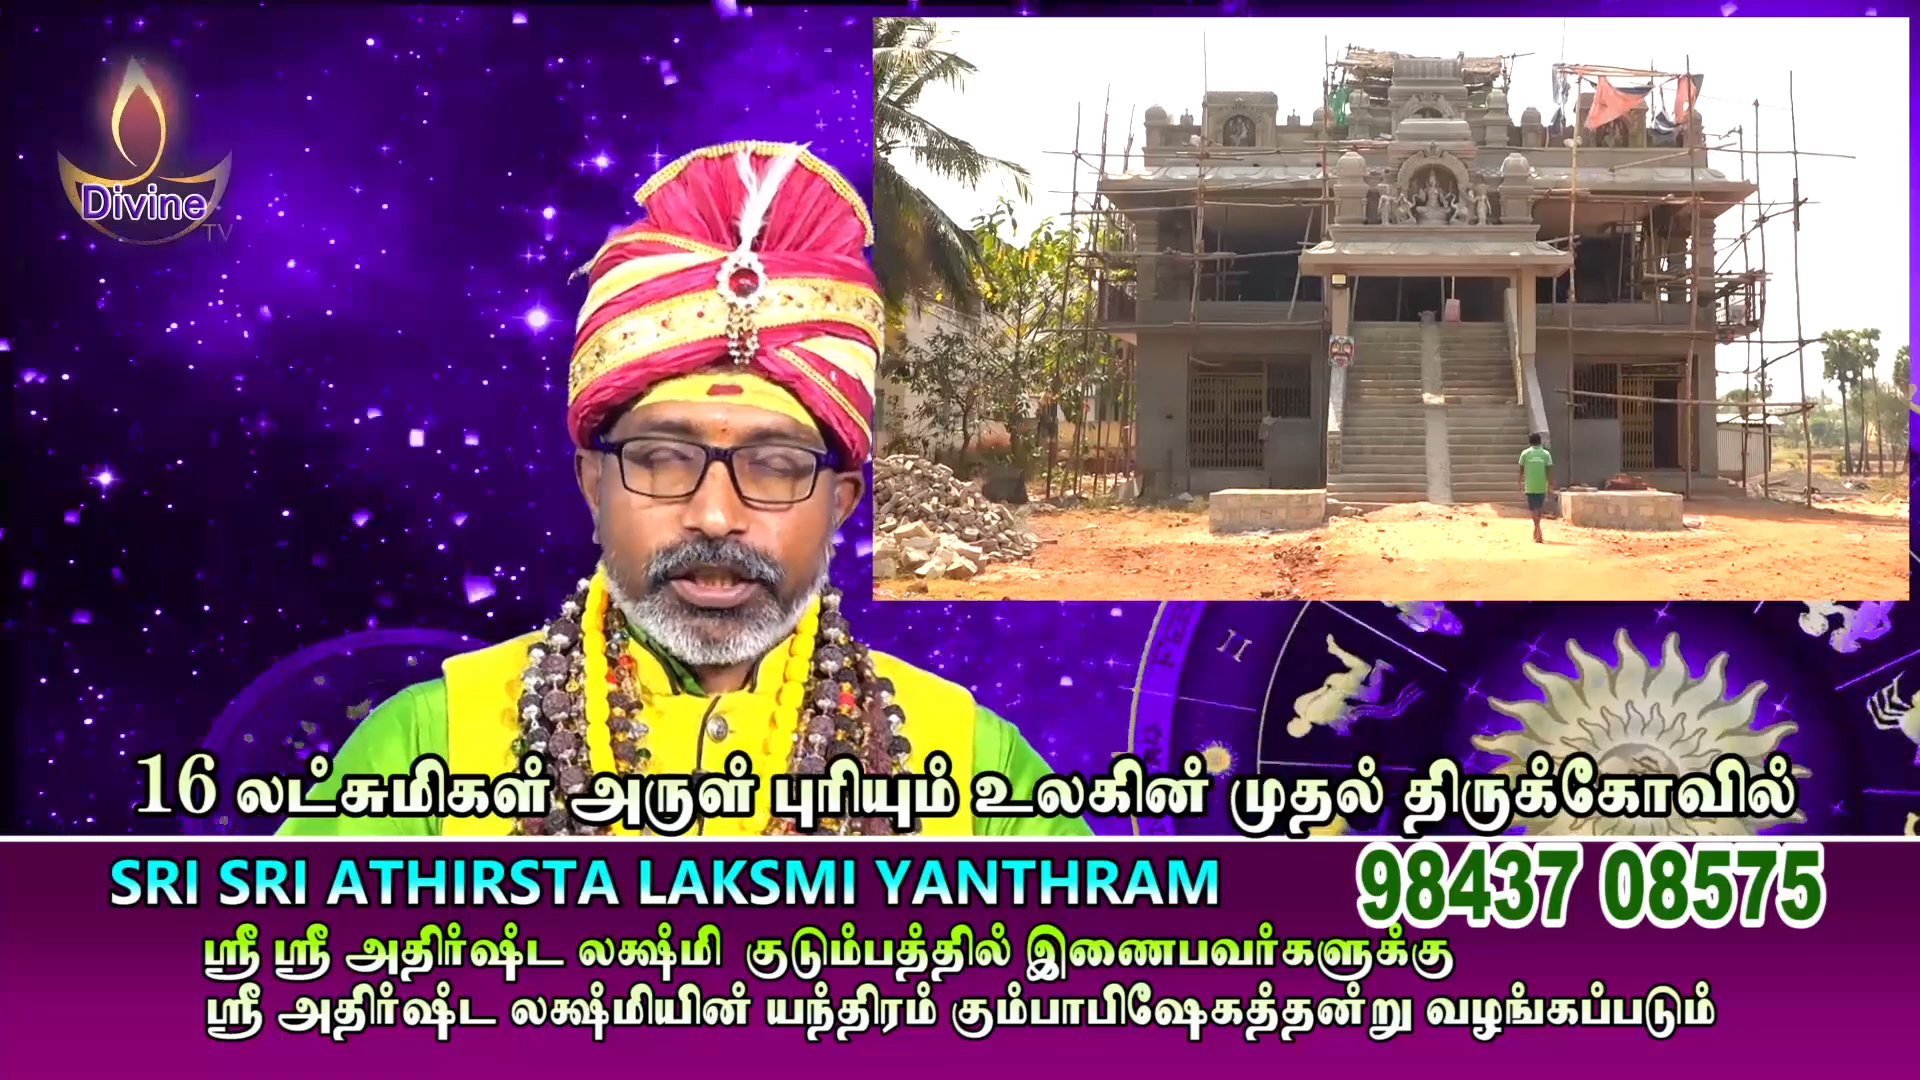 Divine
TV
16 லட்சுமிகள் அருள் புரியும் உலகின் முதல் திருக்கோவில்
SRI SRI ATHIRSTA LAKSMI YANTHRAM
98437 08575
ஸ்ரீ ஸ்ரீ அதிர்ஷ்ட லக்ஷ்மி குடும்பத்தில் இணைபவர்களுக்கு
ஸ்ரீ அதிர்ஷ்ட லக்ஷ்மியின் யந்திரம் கும்பாபிஷேகத்தன்று வழங்கப்படும்